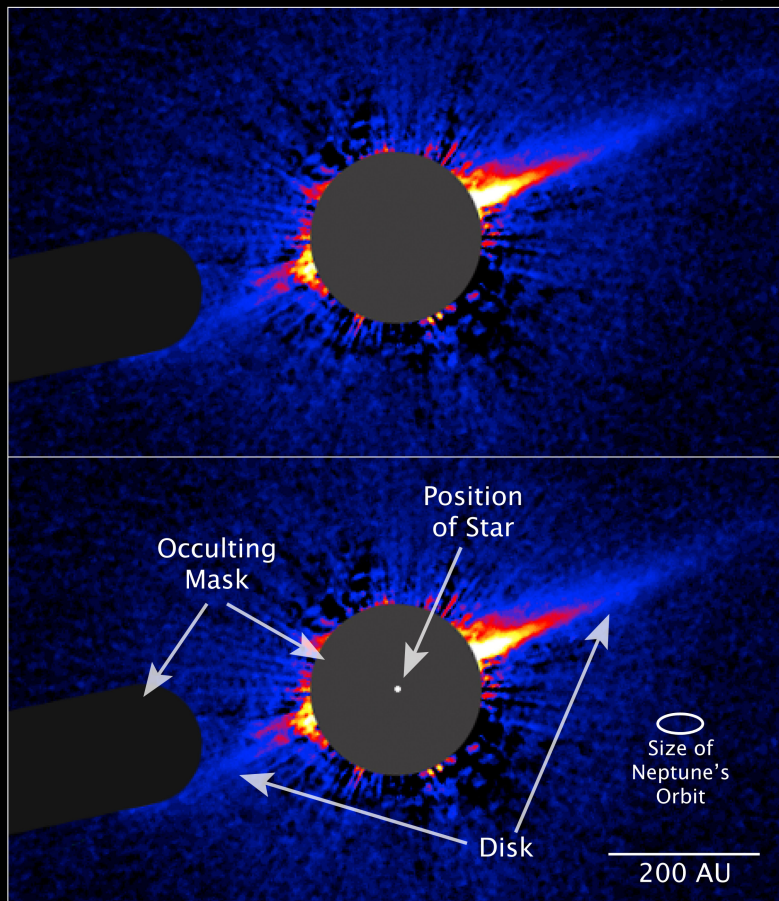 Position
of Star
Occulting
Mask
Size of
Neptune's
Orbit
Disk
200 AU